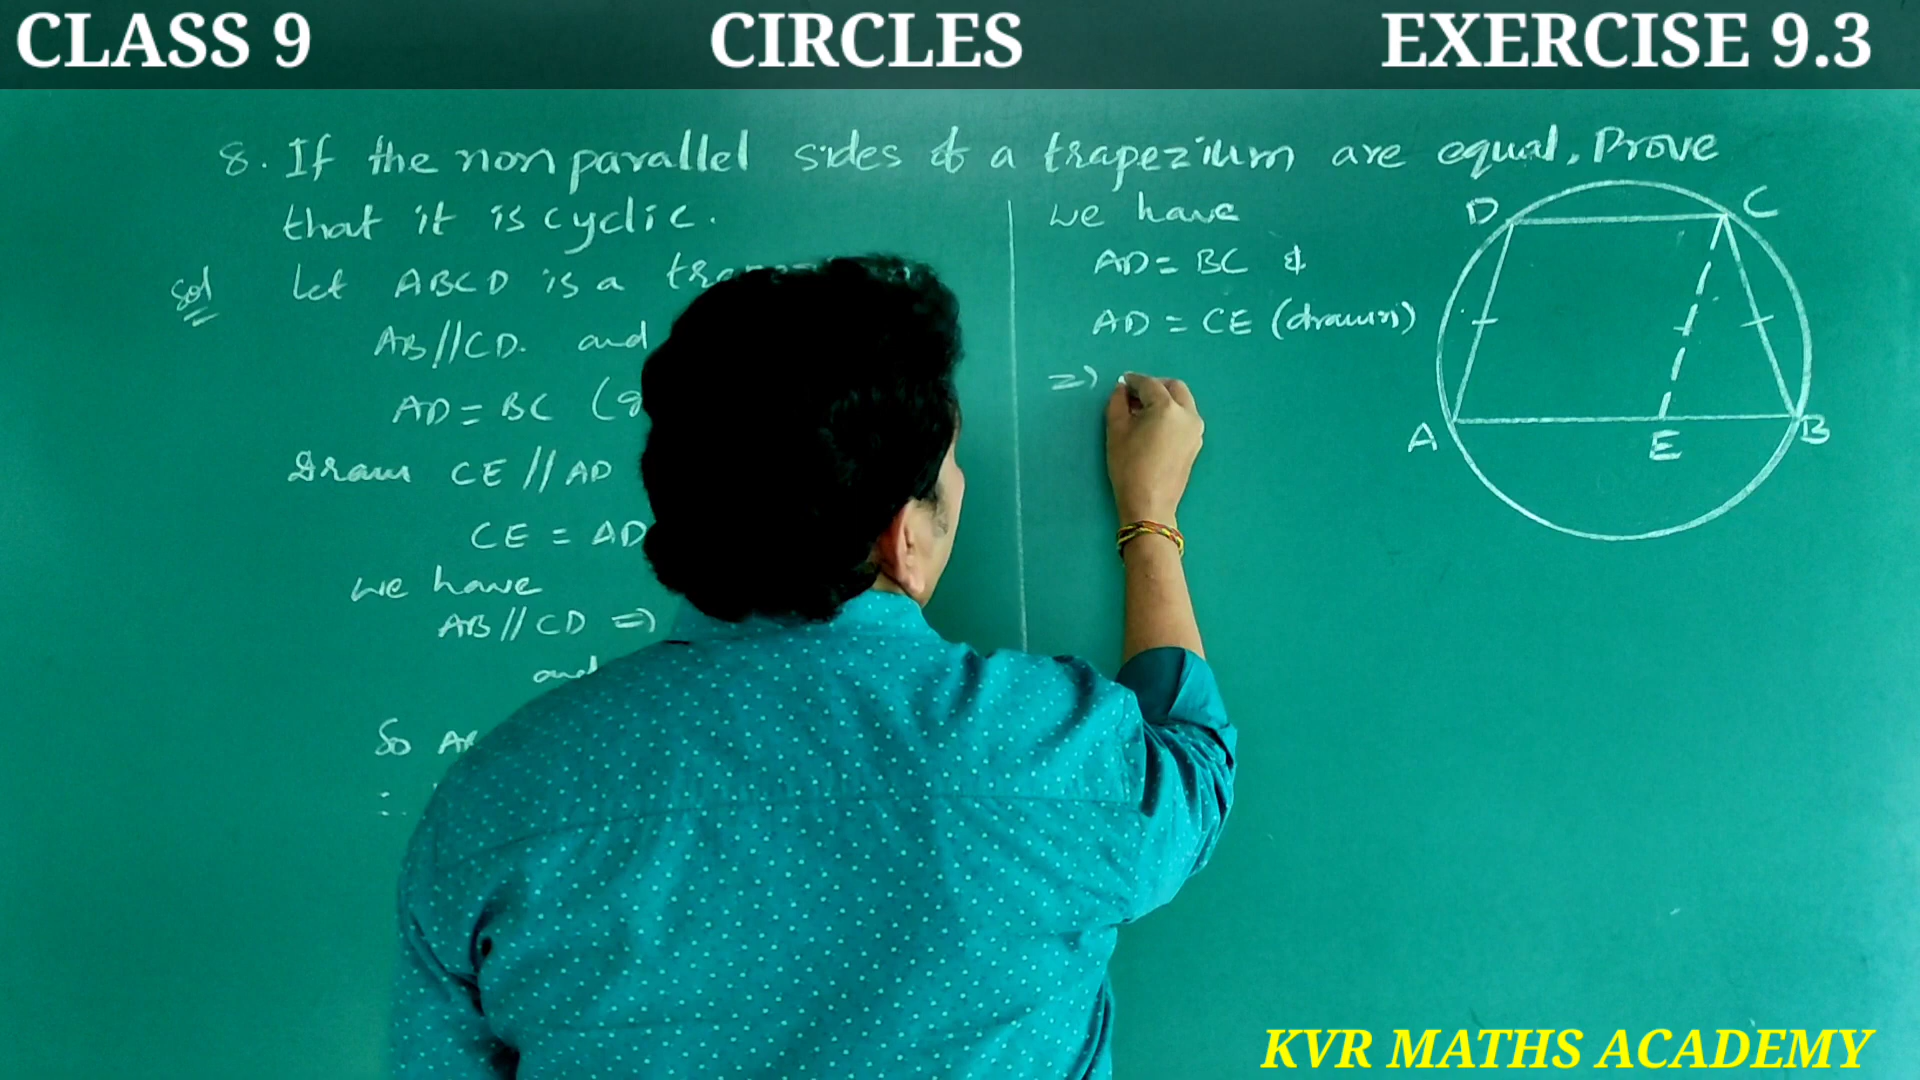 CLASS 9 CIRCLES EXERCISE 9.3
8. If the non parallel sides of a trapezium are equal, Prove
that it is cyclic.
Sol Let ABCD is a
AB//CD. and
AD = BC
Draw CE // AD
CE = AD
we have
AB // CD =>
and
So
we have
AD = BC &
AD = CE (drawn)
=>
D C
A E B
KVR MATHS ACADEMY